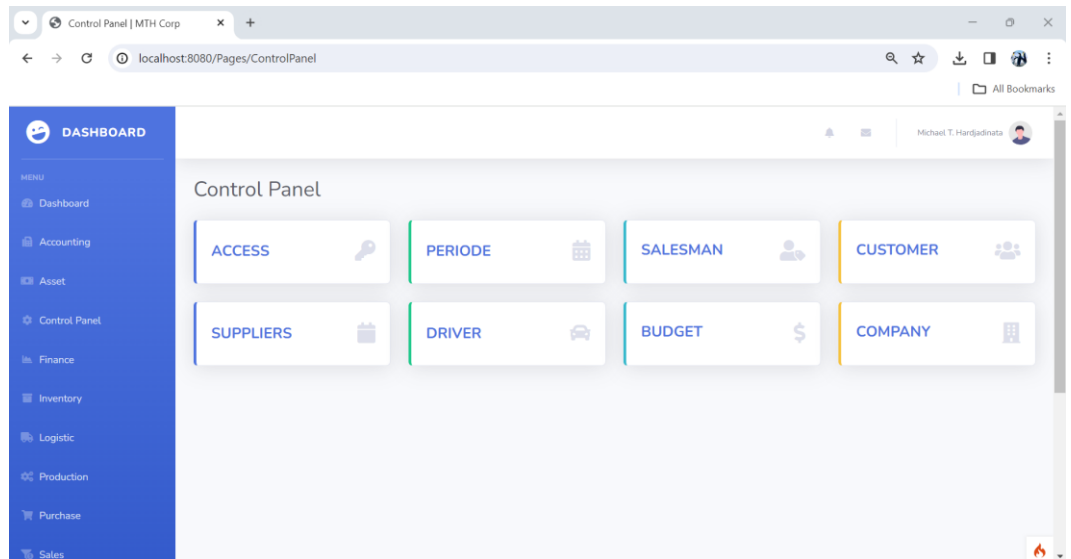 Control Panel | MTH Corp
localhost:8080/Pages/ControlPanel
All Bookmarks
DASHBOARD
Michael T. Hardjadinata
MENU
Dashboard
Accounting
Asset
Control Panel
Finance
Inventory
Logistic
Production
Purchase
Sales
Control Panel
ACCESS
PERIODE
SALESMAN
CUSTOMER
SUPPLIERS
DRIVER
BUDGET
COMPANY